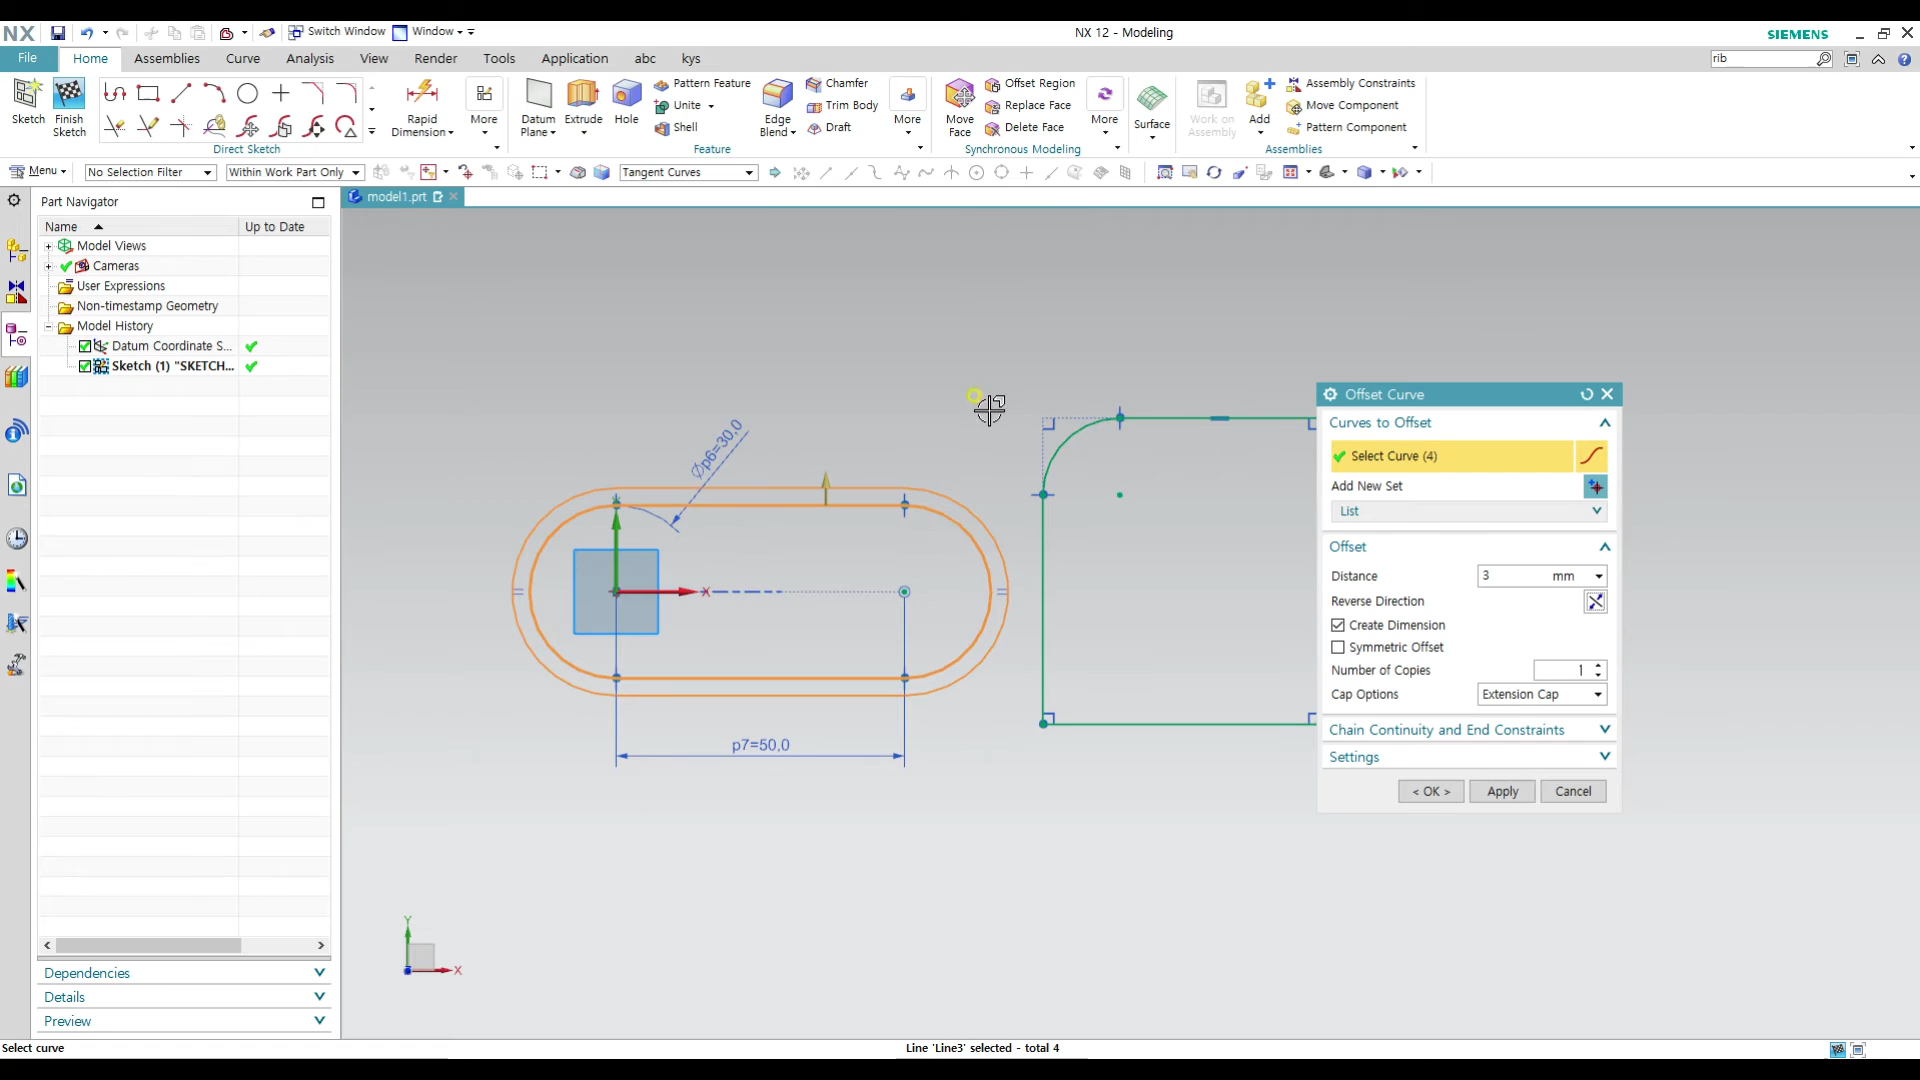 NX
Switch Window
Window
NX 12 - Modeling
SIEMENS
File
Home
Assemblies
Curve
Analysis
View
Render
Tools
Application
abc
kys
rib
Sketch
Finish
Sketch
Direct Sketch
Rapid
Dimension
More
Datum
Plane
Extrude
Hole
Pattern Feature
Unite
Shell
Edge
Blend
Chamfer
Trim Body
Draft
More
Feature
Move
Face
Offset Region
Replace Face
Delete Face
More
Synchronous Modeling
Surface
Work on
Assembly
Add
Assembly Constraints
Move Component
Pattern Component
Assemblies
Menu
No Selection Filter
Within Work Part Only
Tangent Curves
Part Navigator
model1.prt
Name
Up to Date
Model Views
Cameras
User Expressions
Non-timestamp Geometry
Model History
Datum Coordinate S...
Sketch (1) "SKETCH...
Dependencies
Details
Preview
Øp6=30,0
X
p7=50,0
Y
X
Offset Curve
Curves to Offset
Select Curve (4)
Add New Set
List
Offset
Distance
3 mm
Reverse Direction
Create Dimension
Symmetric Offset
Number of Copies
1
Cap Options
Extension Cap
Chain Continuity and End Constraints
Settings
< OK >
Apply
Cancel
Select curve
Line 'Line3' selected - total 4